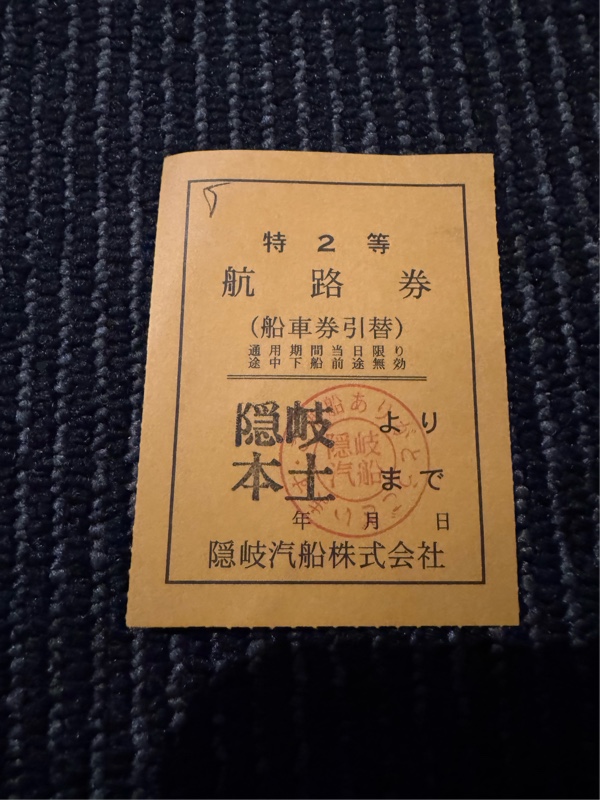 特2等
航路券
（船車券引替）
通用期間当日限り
途中下船前途無効
隠岐より
本土まで
年月日
隠岐汽船株式会社
隠岐
汽船